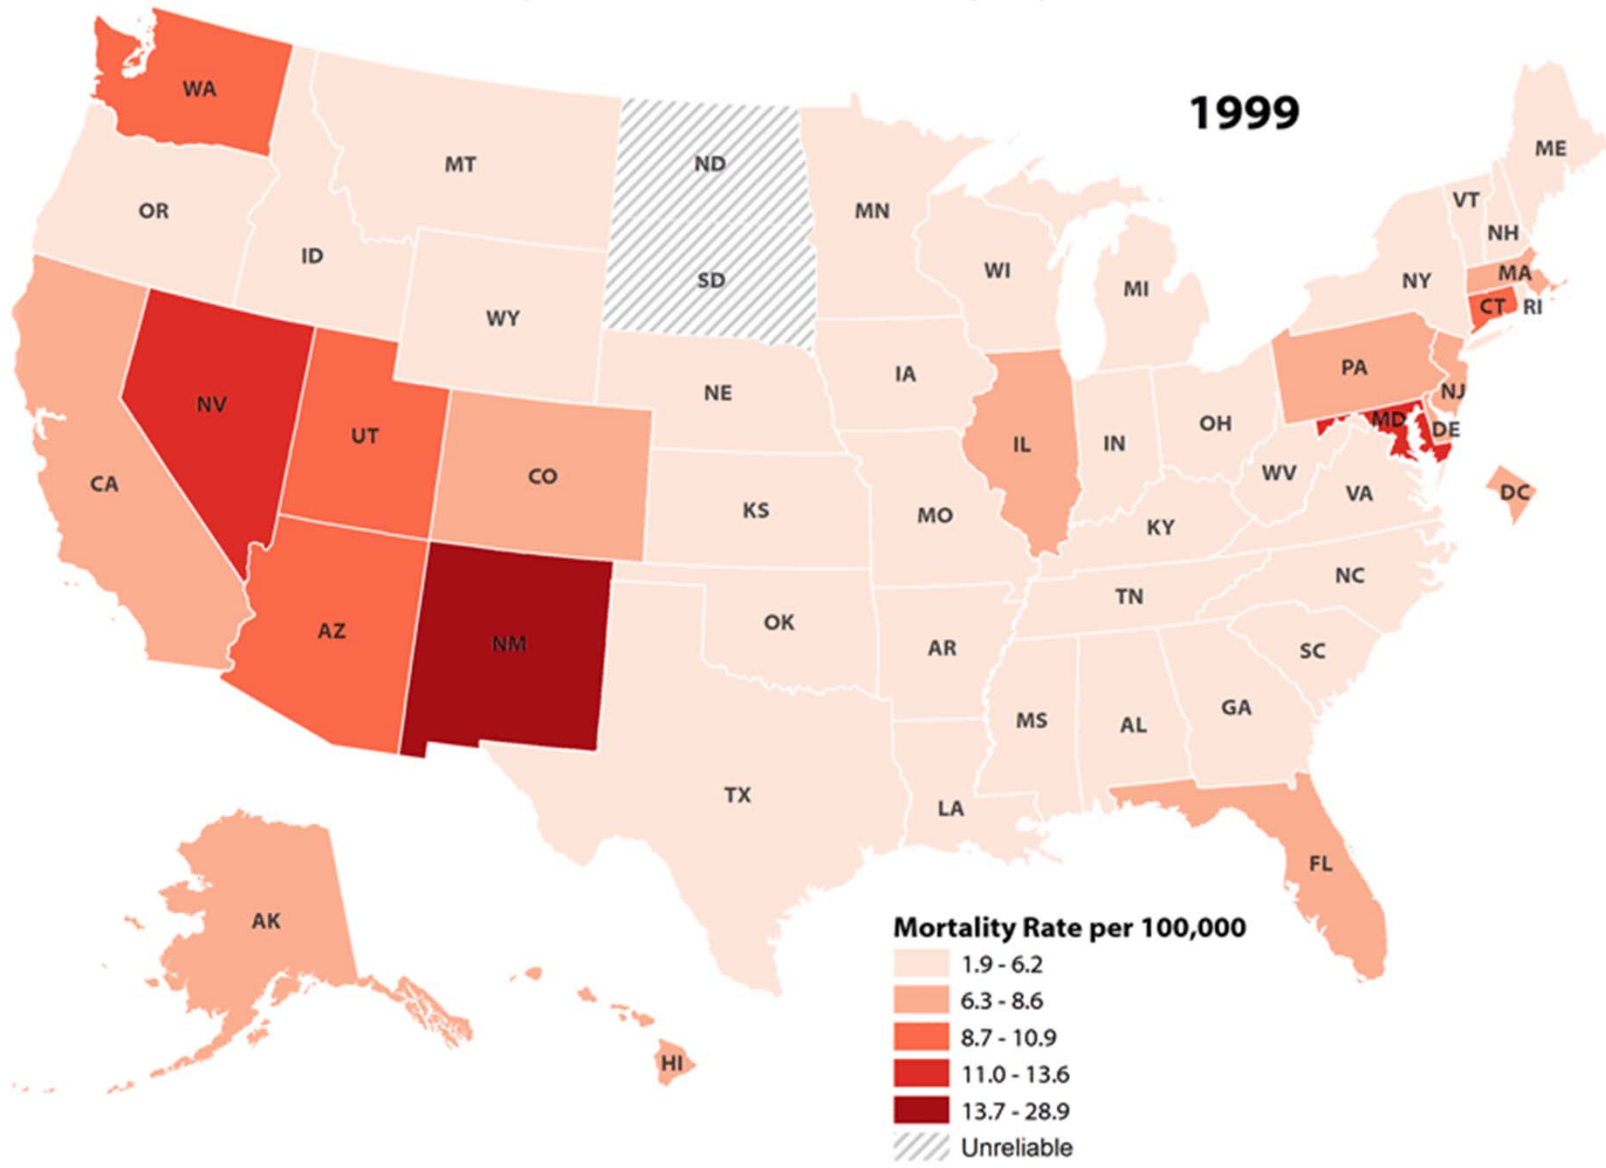 1999
WA
MT
ND
MN
ME
OR
ID
SD
WI
MI
VT
NH
NY
MA
CT
RI
WY
NV
UT
CO
NE
IA
IL
IN
OH
PA
NJ
MD
DE
WV
VA
DC
CA
KS
MO
KY
AZ
NM
OK
AR
TN
NC
SC
TX
LA
MS
AL
GA
FL
AK
HI
Mortality Rate per 100,000
1.9 - 6.2
6.3 - 8.6
8.7 - 10.9
11.0 - 13.6
13.7 - 28.9
Unreliable